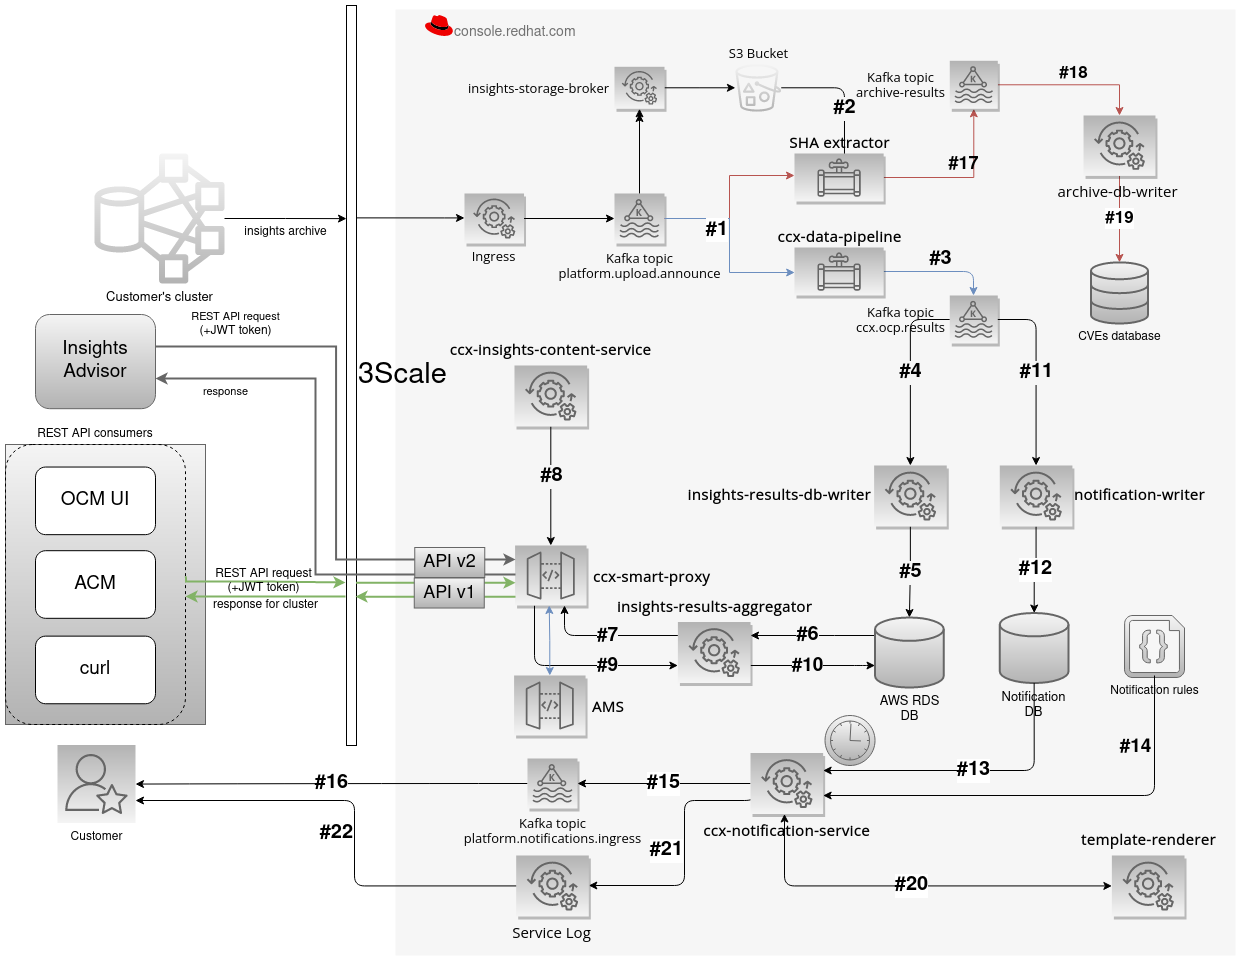 console.redhat.com
S3 Bucket
insights-storage-broker
#2
Kafka topic
archive-results
#18
SHA extractor
#17
archive-db-writer
#19
insights archive
Ingress
Kafka topic
platform.upload.announce
#1
ccx-data-pipeline
#3
Customer's cluster
Kafka topic
ccx.ocp.results
CVEs database
REST API request
(+JWT token)
Insights
Advisor
response
3Scale
ccx-insights-content-service
#4
#11
REST API consumers
OCM UI
ACM
curl
#8
insights-results-db-writer
notification-writer
REST API request
(+JWT token)
response for cluster
API v2
API v1
ccx-smart-proxy
#5
#12
insights-results-aggregator
#7
#6
#9
#10
AMS
AWS RDS
DB
Notification
DB
Notification rules
{}
#14
#13
#16
#15
Customer
Kafka topic
platform.notifications.ingress
ccx-notification-service
#22
#21
template-renderer
#20
Service Log